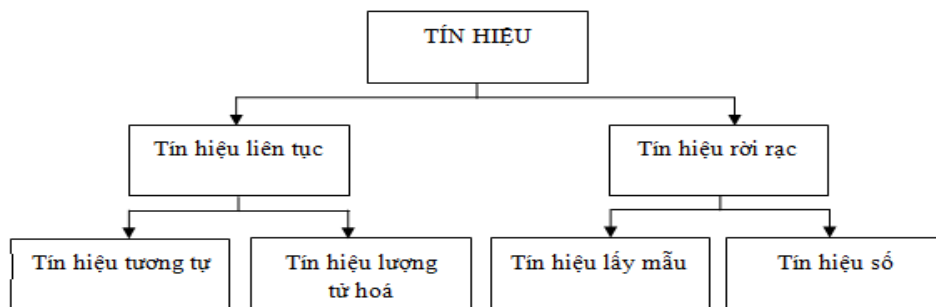 TÍN HIỆU
Tín hiệu liên tục
Tín hiệu rời rạc
Tín hiệu tương tự
Tín hiệu lượng
tử hoá
Tín hiệu lấy mẫu
Tín hiệu số